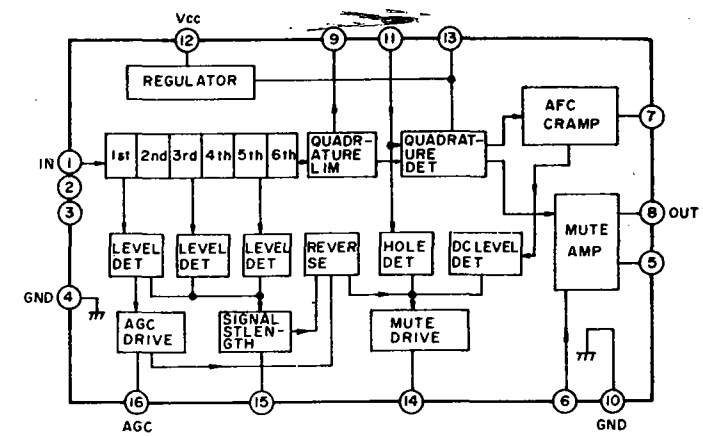 Vcc
12
9
11
13
REGULATOR
AFC
CRAMP
7
IN
1
1st
2nd
3rd
4th
5th
6th
QUADR-
ATURE
LIM
QUADRAT-
URE
DET
2
3
MUTE
AMP
8
OUT
5
LEVEL
DET
LEVEL
DET
LEVEL
DET
REVER
SE
HOLE
DET
DC LEVEL
DET
GND
4
AGC
DRIVE
SIGNAL
STLEN-
GTH
MUTE
DRIVE
16
15
14
6
10
AGC
GND